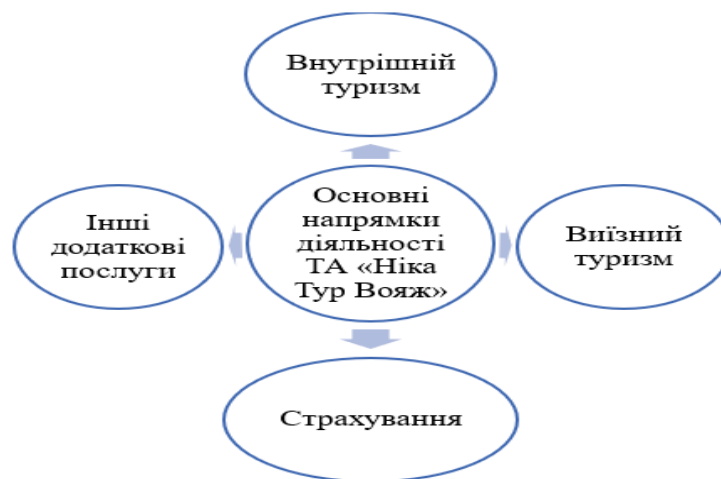 Внутрішній
туризм
Інші
додаткові
послуги
Основні
напрямки
діяльності
ТА «Ніка
Тур Вояж»
Виїзний
туризм
Страхування